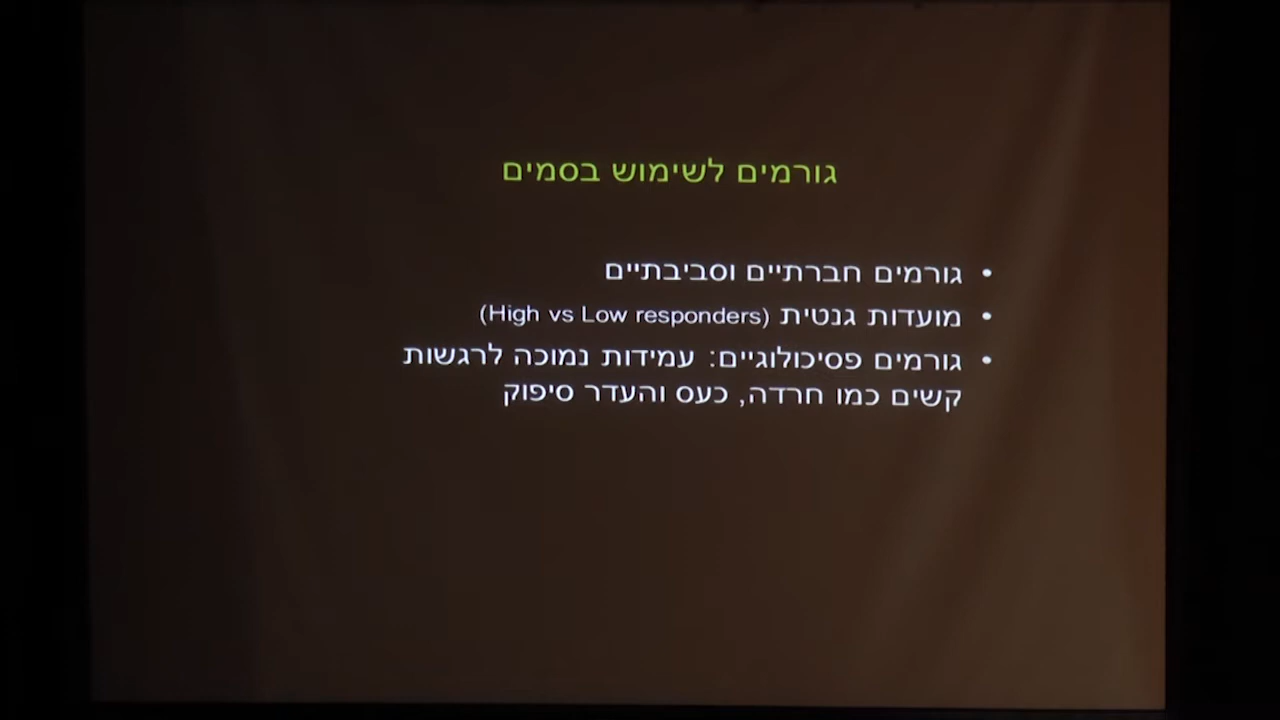 גורמים לשימוש בסמים
• גורמים חברתיים וסביבתיים
• מועדות גנטית (High vs Low responders)
• גורמים פסיכולוגיים: עמידות נמוכה לרגשות
קשים כמו חרדה, כעס והעדר סיפוק